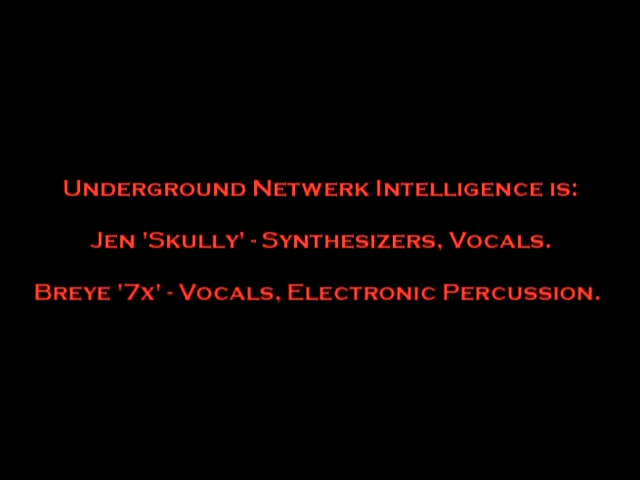 Underground Netwerk Intelligence is:
Jen 'Skully' - Synthesizers, Vocals.
Breye '7x' - Vocals, Electronic Percussion.